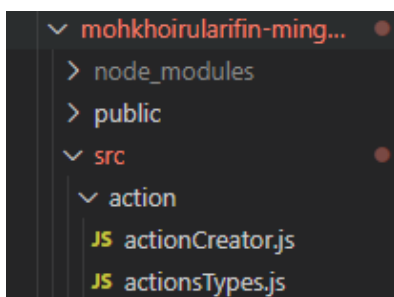 mohkhoirularifin-ming...
node_modules
public
src
action
JS actionCreator.js
JS actionsTypes.js